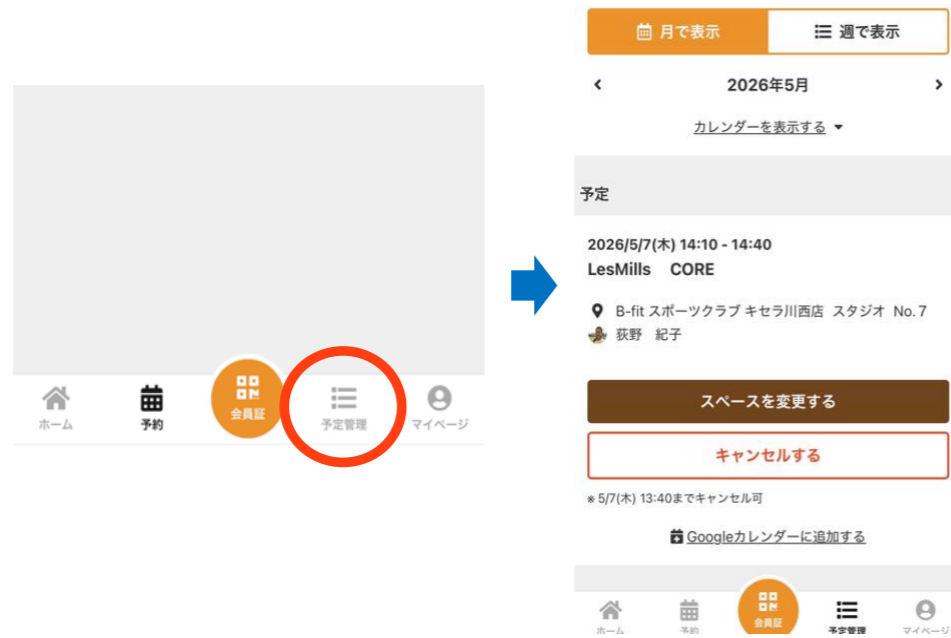 会員証
ホーム
予約
予定管理
マイページ
月で表示
週で表示
2026年5月
カレンダーを表示する
予定
2026/5/7(木) 14:10 - 14:40
LesMills　CORE
B-fit スポーツクラブ キセラ川西店 スタジオ No. 7
荻野　紀子
スペースを変更する
キャンセルする
※ 5/7(木) 13:40までキャンセル可
Googleカレンダーに追加する
会員証
ホーム
予約
予定管理
マイページ